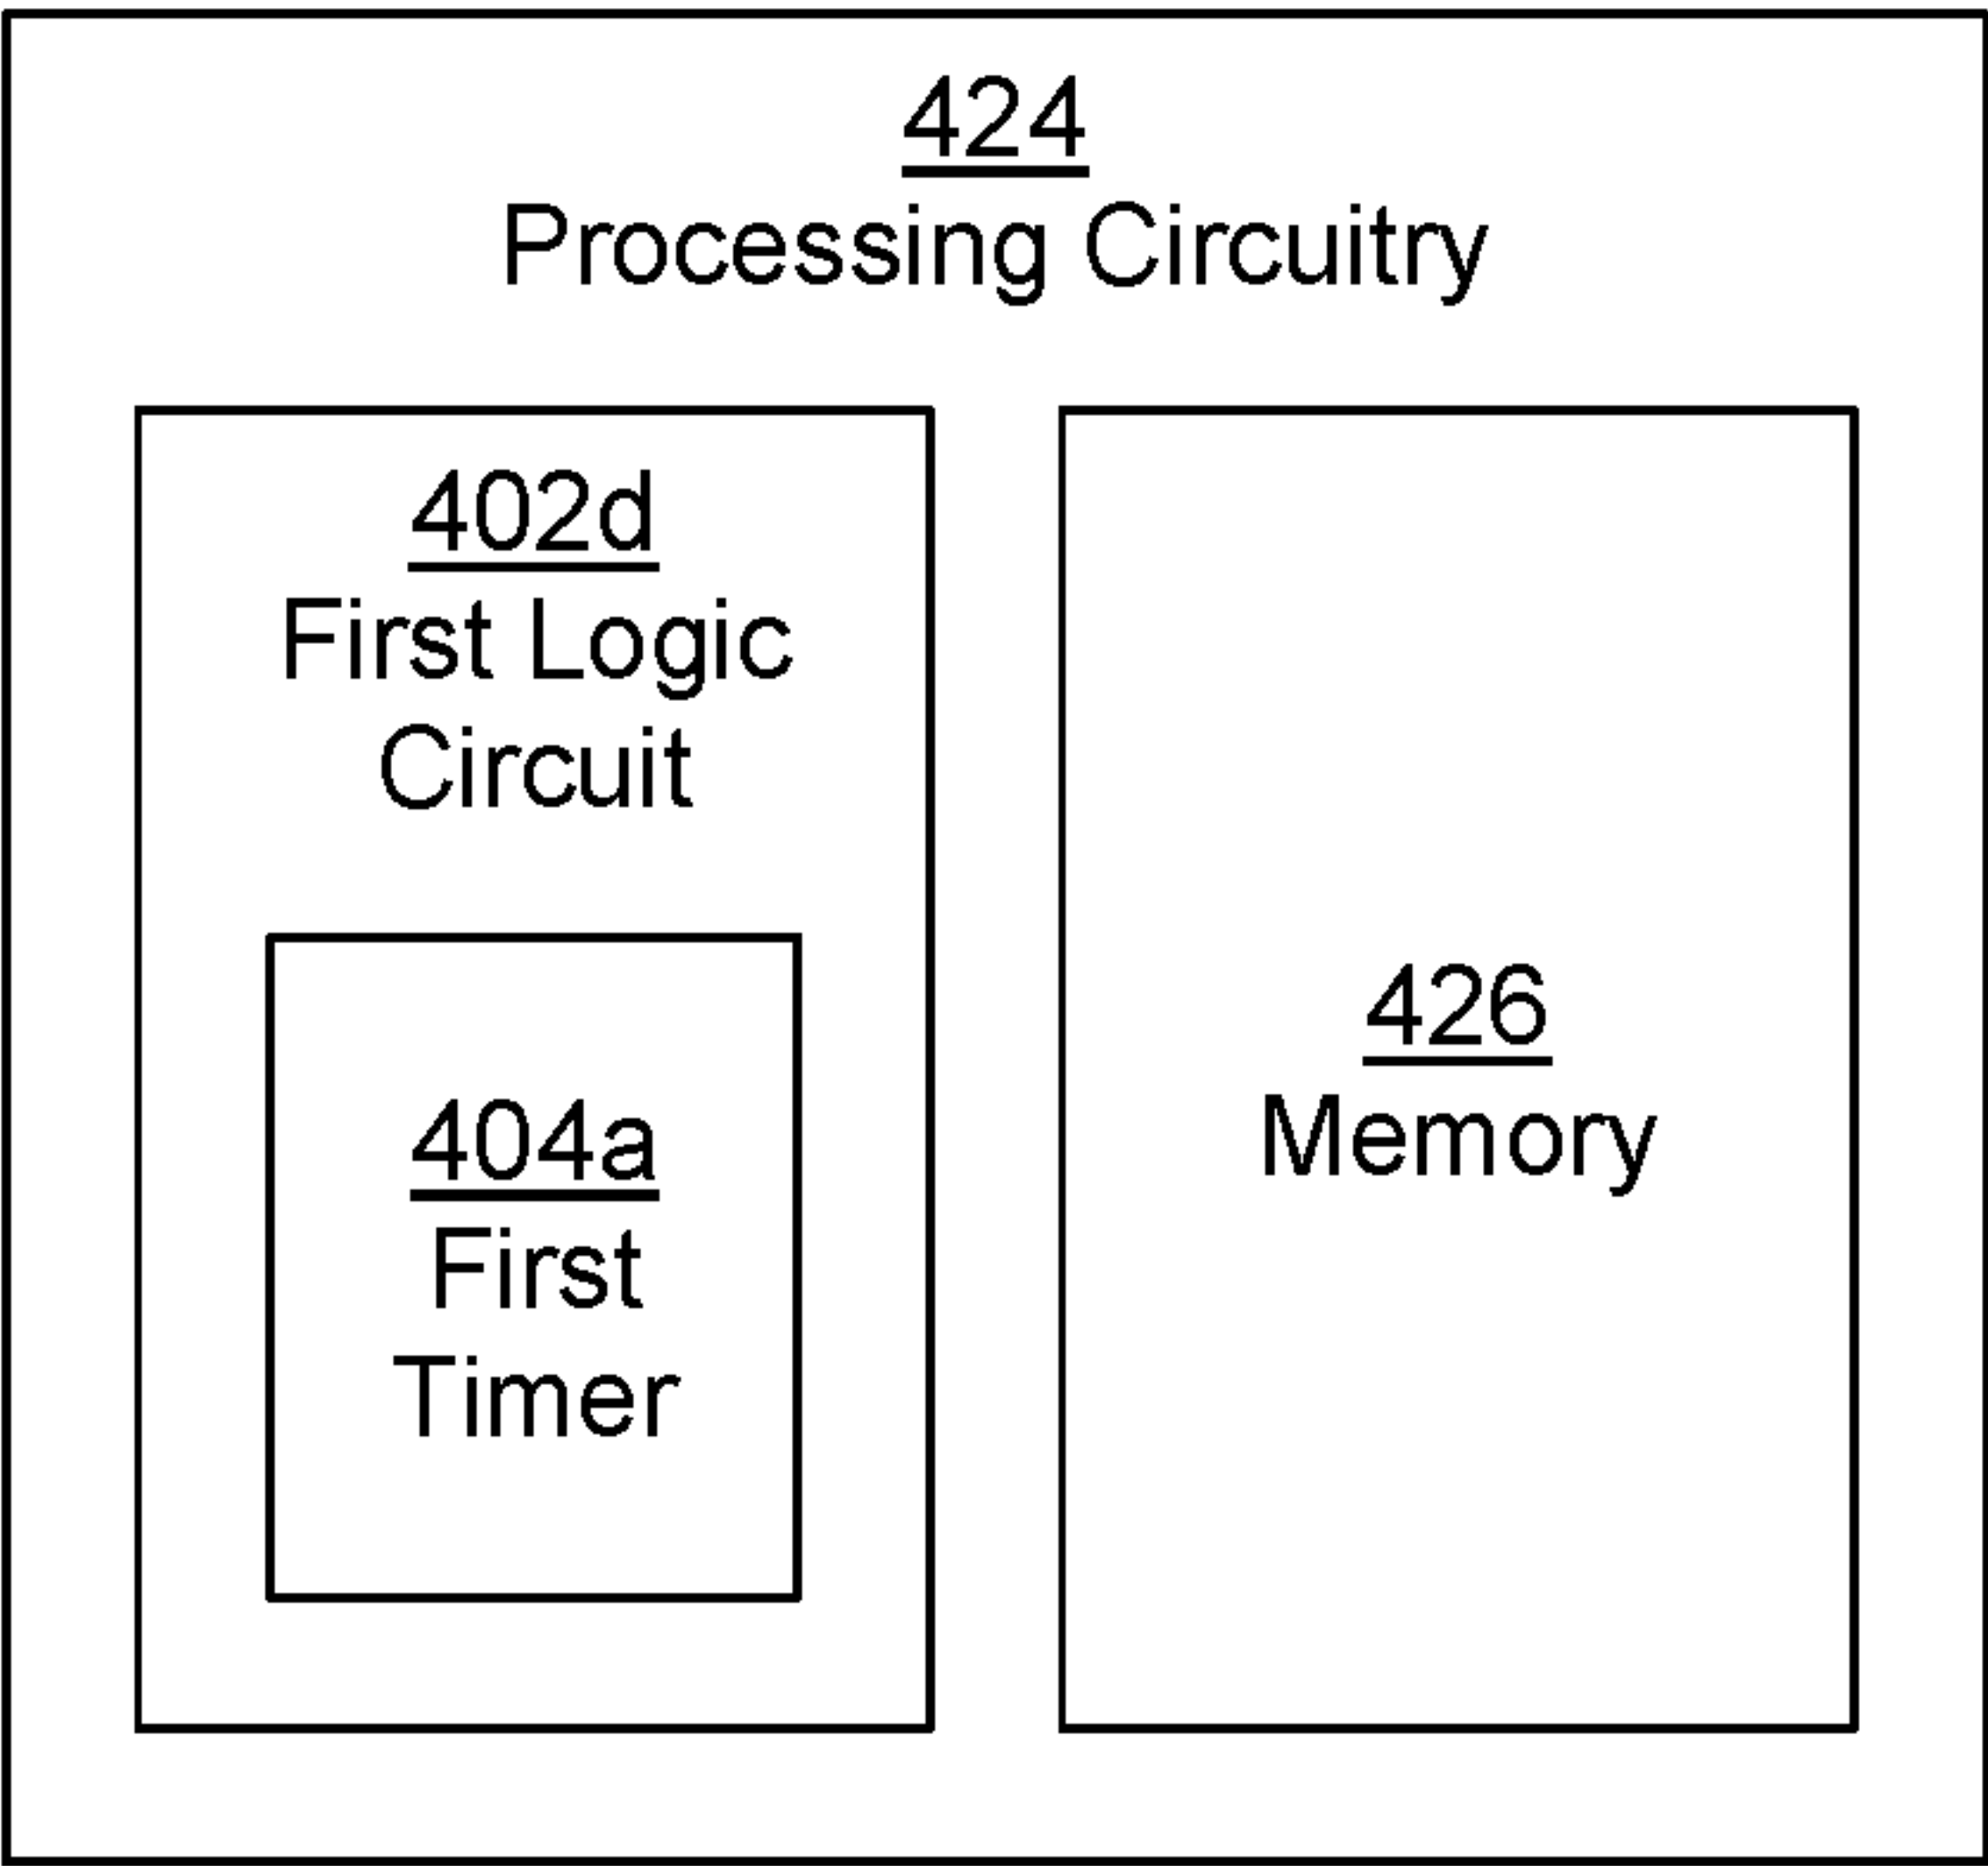 424
Processing Circuitry
402d
First Logic
Circuit
404a
First
Timer
426
Memory